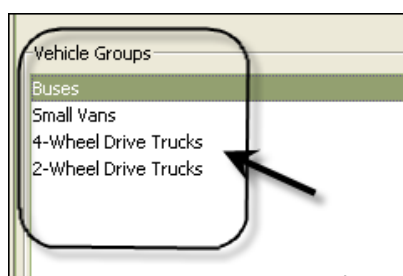 Vehicle Groups
Buses
Small Vans
4-Wheel Drive Trucks
2-Wheel Drive Trucks